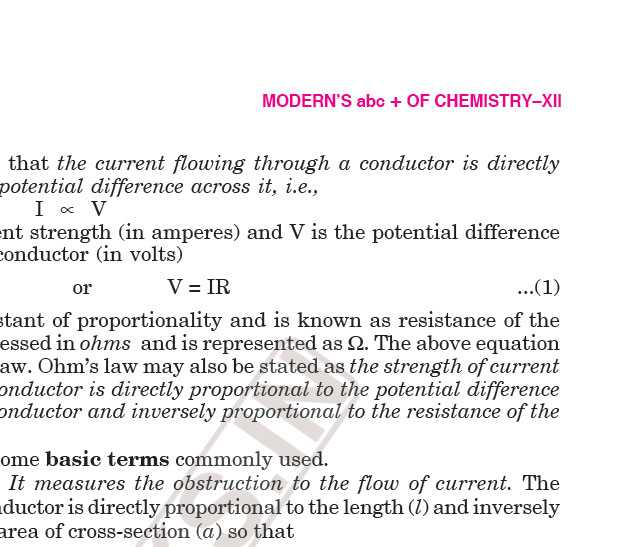 MODERN'S abc + OF CHEMISTRY–XII
that the current flowing through a conductor is directly
potential difference across it, i.e.,
I ∝ V
ent strength (in amperes) and V is the potential difference
conductor (in volts)
or V = IR ...(1)
stant of proportionality and is known as resistance of the
essed in ohms and is represented as Ω. The above equation
aw. Ohm's law may also be stated as the strength of current
onductor is directly proportional to the potential difference
onductor and inversely proportional to the resistance of the
ome basic terms commonly used.
It measures the obstruction to the flow of current. The
nductor is directly proportional to the length (l) and inversely
area of cross-section (a) so that
KS.IN